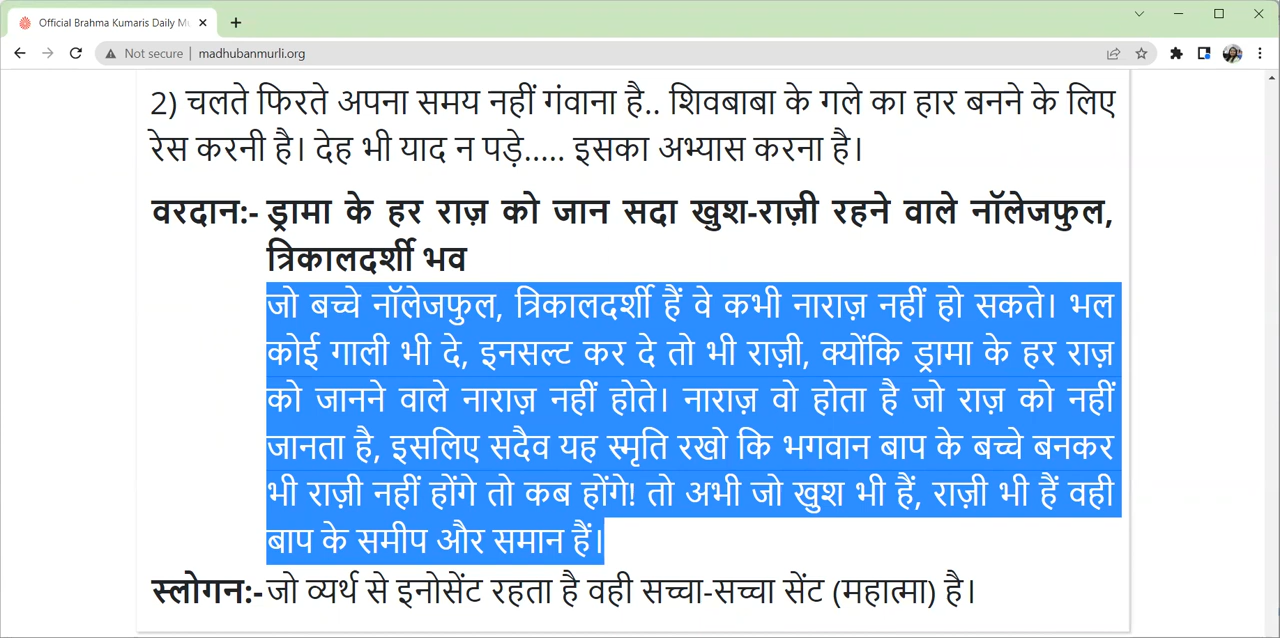 Official Brahma Kumaris Daily Mu
Not secure | madhubanmurli.org
2) चलते फिरते अपना समय नहीं गंवाना है.. शिवबाबा के गले का हार बनने के लिए
रेस करनी है। देह भी याद न पड़े..... इसका अभ्यास करना है।
वरदान:- ड्रामा के हर राज़ को जान सदा खुश-राज़ी रहने वाले नॉलेजफुल,
त्रिकालदर्शी भव
जो बच्चे नॉलेजफुल, त्रिकालदर्शी हैं वे कभी नाराज़ नहीं हो सकते। भल
कोई गाली भी दे, इनसल्ट कर दे तो भी राज़ी, क्योंकि ड्रामा के हर राज़
को जानने वाले नाराज़ नहीं होते। नाराज़ वो होता है जो राज़ को नहीं
जानता है, इसलिए सदैव यह स्मृति रखो कि भगवान बाप के बच्चे बनकर
भी राज़ी नहीं होंगे तो कब होंगे! तो अभी जो खुश भी हैं, राज़ी भी हैं वही
बाप के समीप और समान हैं।
स्लोगन:- जो व्यर्थ से इनोसेंट रहता है वही सच्चा-सच्चा सेंट (महात्मा) है।